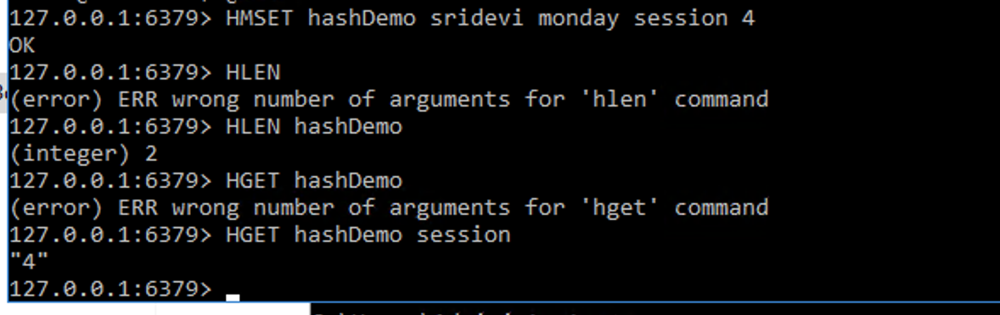 127.0.0.1:6379> HMSET hashDemo sridevi monday session 4
OK
127.0.0.1:6379> HLEN
(error) ERR wrong number of arguments for 'hlen' command
127.0.0.1:6379> HLEN hashDemo
(integer) 2
127.0.0.1:6379> HGET hashDemo
(error) ERR wrong number of arguments for 'hget' command
127.0.0.1:6379> HGET hashDemo session
"4"
127.0.0.1:6379>